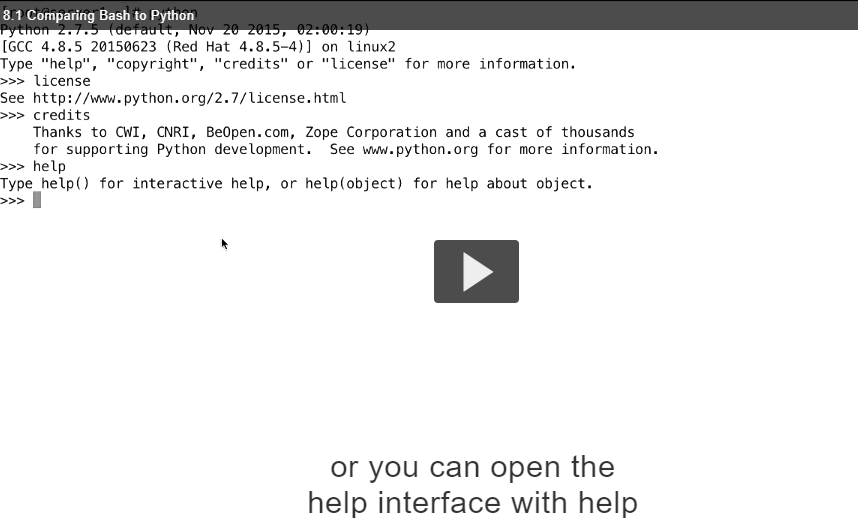 8.1 Comparing Bash to Python
Python 2.7.5 (default, Nov 20 2015, 02:00:19)
[GCC 4.8.5 20150623 (Red Hat 4.8.5-4)] on linux2
Type "help", "copyright", "credits" or "license" for more information.
>>> license
See http://www.python.org/2.7/license.html
>>> credits
    Thanks to CWI, CNRI, BeOpen.com, Zope Corporation and a cast of thousands
    for supporting Python development.  See www.python.org for more information.
>>> help
Type help() for interactive help, or help(object) for help about object.
>>>
or you can open the
help interface with help